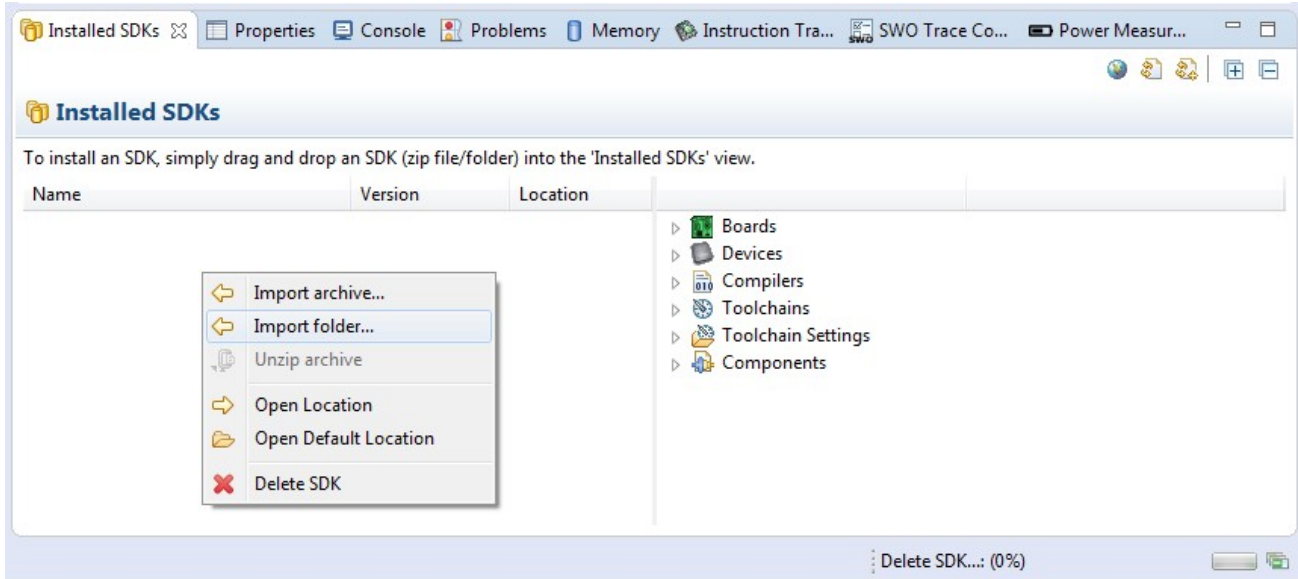 Installed SDKs Properties Console Problems Memory Instruction Tra... SWO Trace Co... Power Measur...
Installed SDKs
To install an SDK, simply drag and drop an SDK (zip file/folder) into the 'Installed SDKs' view.
Name Version Location
Boards
Devices
Compilers
Toolchains
Toolchain Settings
Components
Import archive...
Import folder...
Unzip archive
Open Location
Open Default Location
Delete SDK
Delete SDK...: (0%)